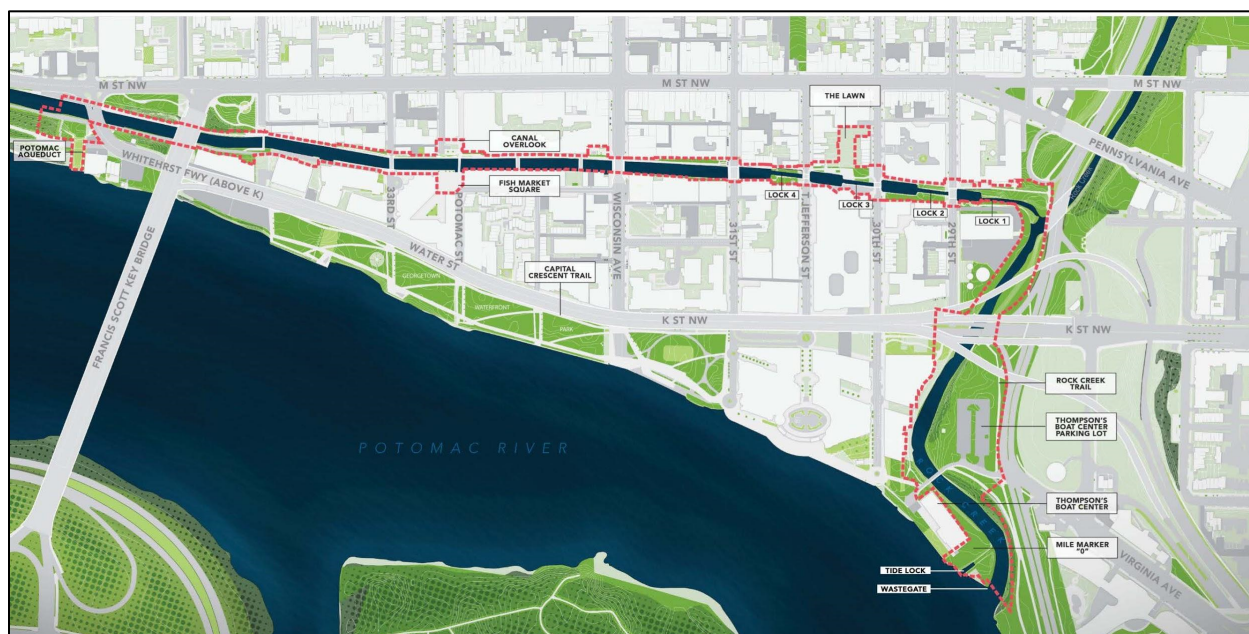 M ST NW
M ST NW
THE LAWN
POTOMAC
AQUEDUCT
WHITEHRST FWY (ABOVE K)
CANAL
OVERLOOK
PENNSYLVANIA AVE
FISH MARKET
SQUARE
LOCK 4
LOCK 3
LOCK 2
LOCK 1
33RD ST
POTOMAC ST
WISCONSIN AVE
31ST ST
T JEFFERSON ST
30TH ST
29TH ST
FRANCIS SCOTT KEY BRIDGE
WATER ST
GEORGETOWN
WATERFRONT
PARK
CAPITAL
CRESCENT TRAIL
K ST NW
K ST NW
ROCK CREEK
TRAIL
THOMPSON'S
BOAT CENTER
PARKING LOT
POTOMAC RIVER
ROCK CREEK
THOMPSON'S
BOAT CENTER
MILE MARKER
"0"
VIRGINIA AVE
TIDE LOCK
WASTEGATE